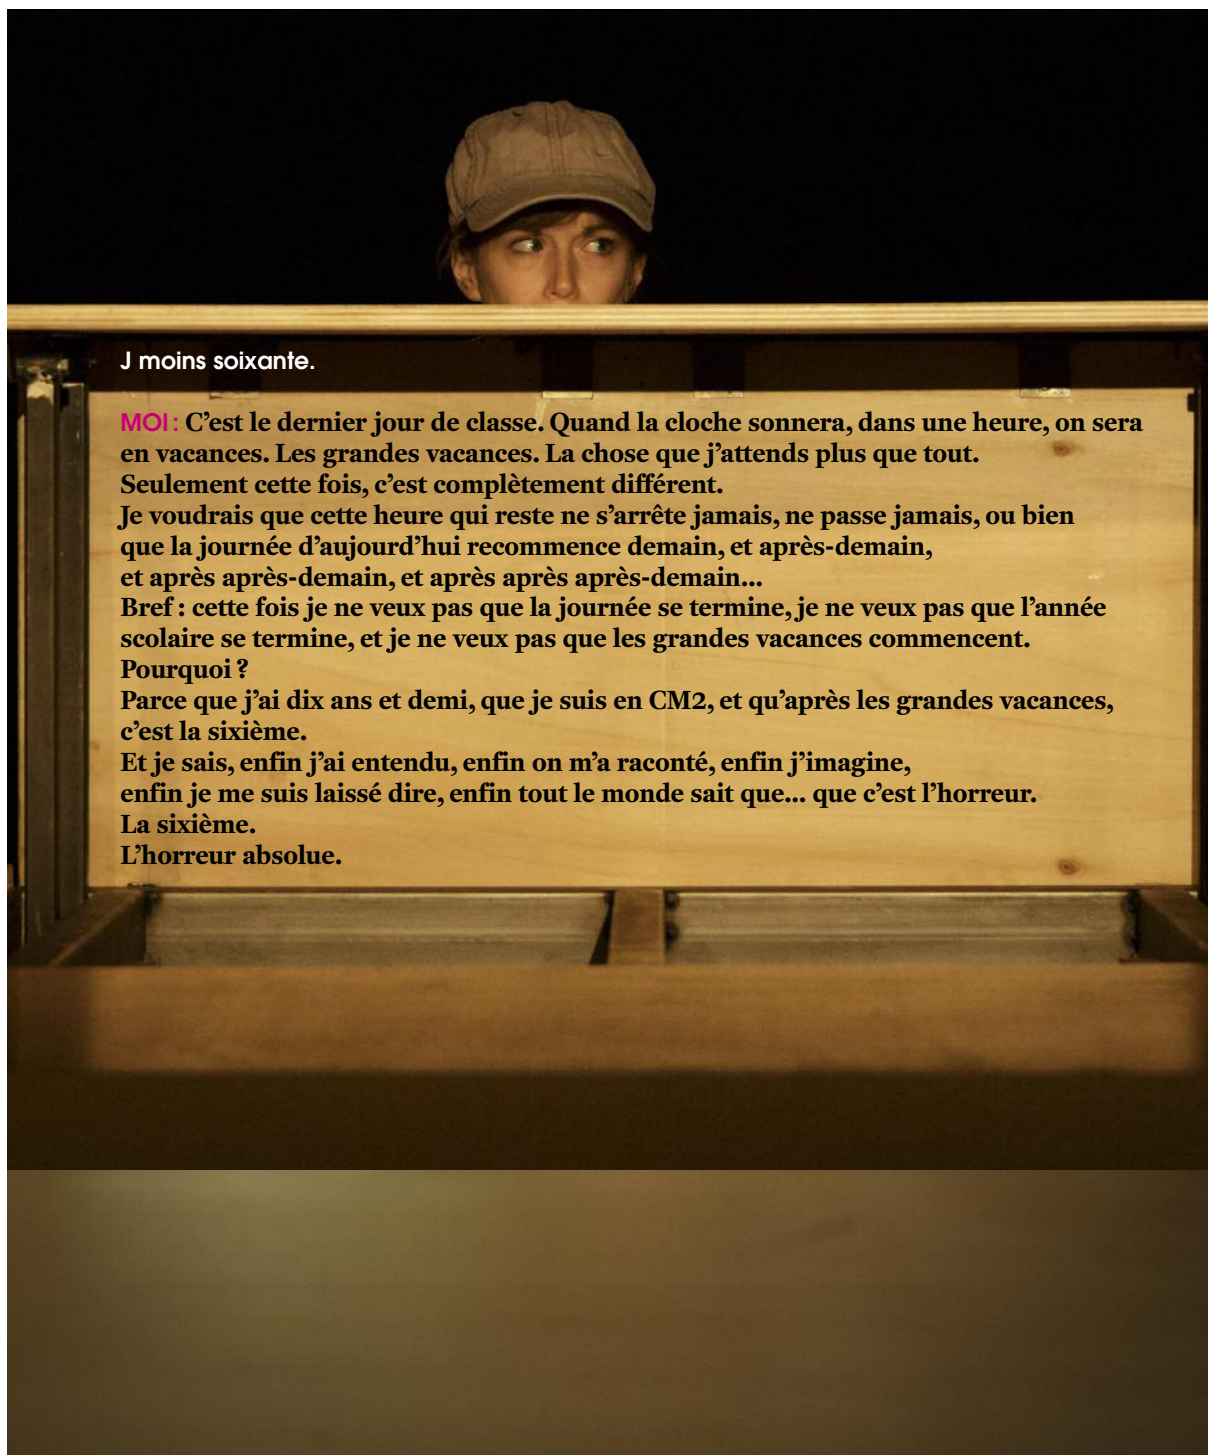 J moins soixante.
MOI : C’est le dernier jour de classe. Quand la cloche sonnera, dans une heure, on sera
en vacances. Les grandes vacances. La chose que j’attends plus que tout.
Seulement cette fois, c’est complètement différent.
Je voudrais que cette heure qui reste ne s’arrête jamais, ne passe jamais, ou bien
que la journée d’aujourd’hui recommence demain, et après-demain,
et après après-demain, et après après après-demain...
Bref : cette fois je ne veux pas que la journée se termine, je ne veux pas que l’année
scolaire se termine, et je ne veux pas que les grandes vacances commencent.
Pourquoi ?
Parce que j’ai dix ans et demi, que je suis en CM2, et qu’après les grandes vacances,
c’est la sixième.
Et je sais, enfin j’ai entendu, enfin on m’a raconté, enfin j’imagine,
enfin je me suis laissé dire, enfin tout le monde sait que... que c’est l’horreur.
La sixième.
L’horreur absolue.